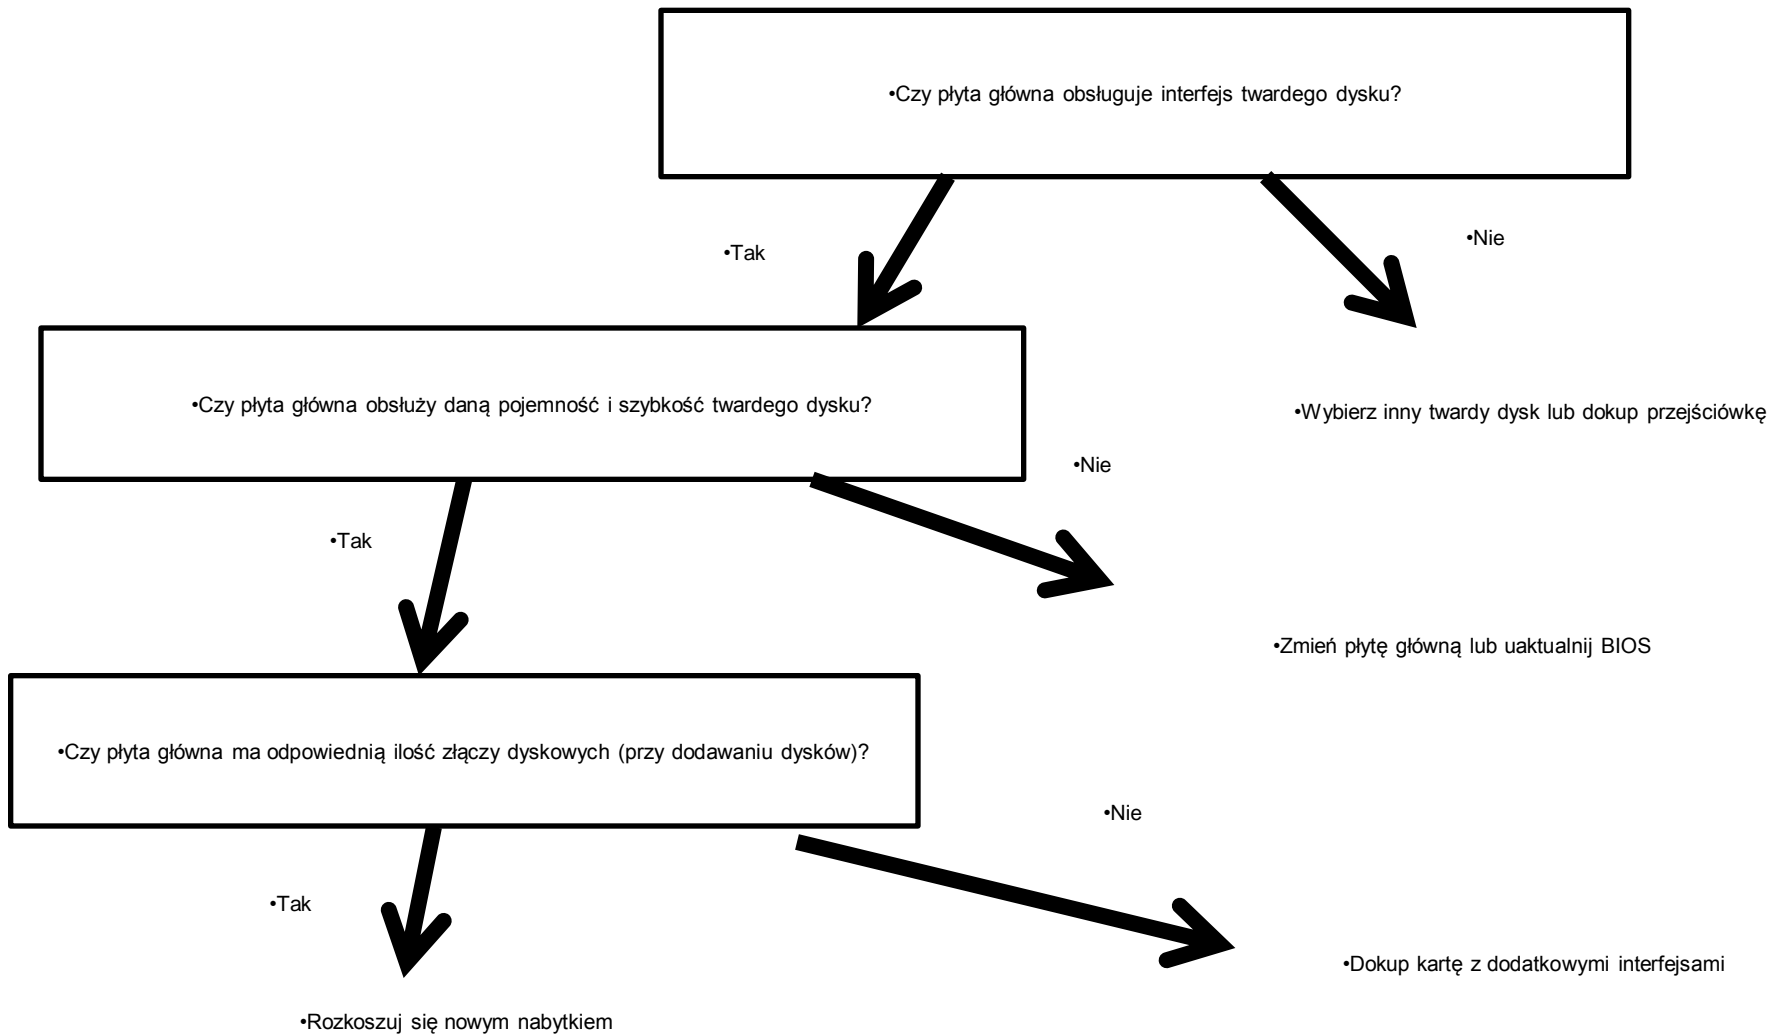 •Czy płyta główna obsługuje interfejs twardego dysku?
•Tak
•Nie
•Czy płyta główna obsłuży daną pojemność i szybkość twardego dysku?
•Wybierz inny twardy dysk lub dokup przejściówkę
•Nie
•Tak
•Zmień płytę główną lub uaktualnij BIOS
•Czy płyta główna ma odpowiednią ilość złączy dyskowych (przy dodawaniu dysków)?
•Nie
•Tak
•Dokup kartę z dodatkowymi interfejsami
•Rozkoszuj się nowym nabytkiem